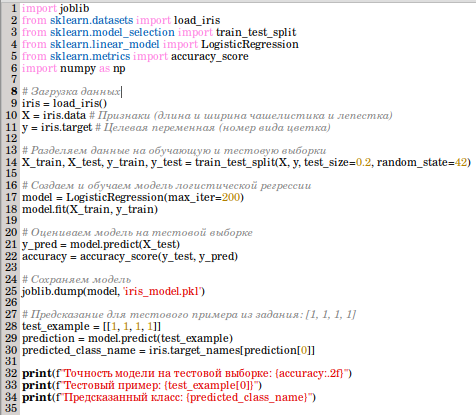 1 import joblib
2 from sklearn.datasets import load_iris
3 from sklearn.model_selection import train_test_split
4 from sklearn.linear_model import LogisticRegression
5 from sklearn.metrics import accuracy_score
6 import numpy as np
7
8 # Загрузка данных
9 iris = load_iris()
10 X = iris.data # Признаки (длина и ширина чашелистика и лепестка)
11 y = iris.target # Целевая переменная (номер вида цветка)
12
13 # Разделяем данные на обучающую и тестовую выборки
14 X_train, X_test, y_train, y_test = train_test_split(X, y, test_size=0.2, random_state=42)
15
16 # Создаем и обучаем модель логистической регрессии
17 model = LogisticRegression(max_iter=200)
18 model.fit(X_train, y_train)
19
20 # Оцениваем модель на тестовой выборке
21 y_pred = model.predict(X_test)
22 accuracy = accuracy_score(y_test, y_pred)
23
24 # Сохраняем модель
25 joblib.dump(model, 'iris_model.pkl')
26
27 # Предсказание для тестового примера из задания: [1, 1, 1, 1]
28 test_example = [[1, 1, 1, 1]]
29 prediction = model.predict(test_example)
30 predicted_class_name = iris.target_names[prediction[0]]
31
32 print(f"Точность модели на тестовой выборке: {accuracy:.2f}")
33 print(f"Тестовый пример: {test_example[0]}")
34 print(f"Предсказанный класс: {predicted_class_name}")
35